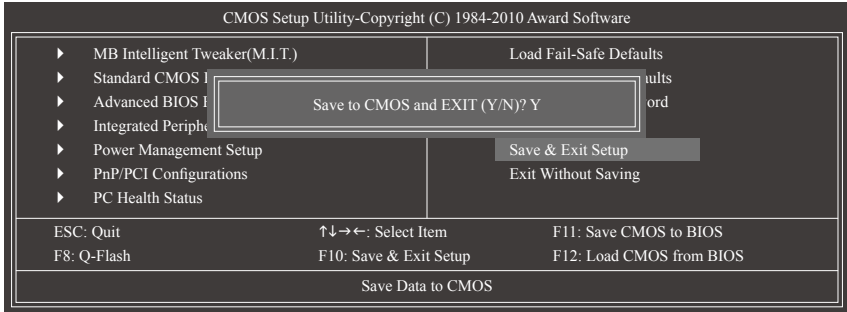 CMOS Setup Utility-Copyright (C) 1984-2010 Award Software
MB Intelligent Tweaker(M.I.T.)
Standard CMOS
Advanced BIOS
Integrated
Power Management Setup
PnP/PCI Configurations
PC Health Status
Load Fail-Safe Defaults
Save to CMOS and EXIT (Y/N)? Y
Save & Exit Setup
Exit Without Saving
ESC: Quit ↑↓→←: Select Item F11: Save CMOS to BIOS
F8: Q-Flash F10: Save & Exit Setup F12: Load CMOS from BIOS
Save Data to CMOS